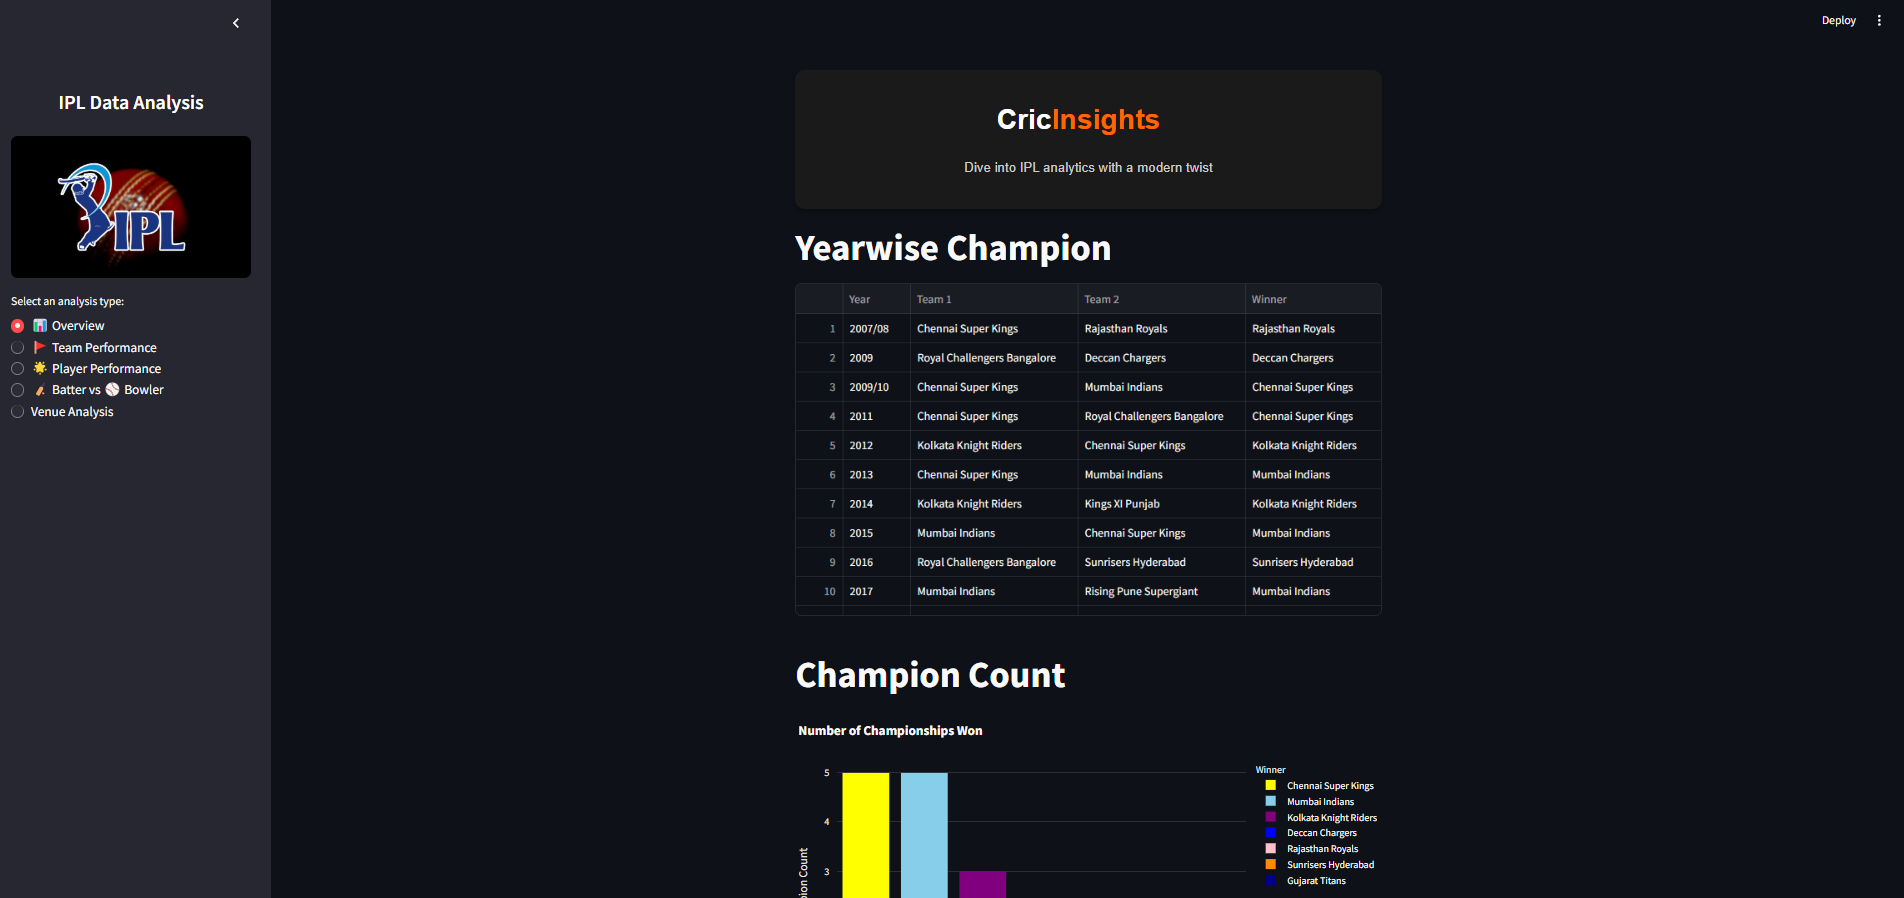 Deploy
IPL Data Analysis
IPL
Select an analysis type:
Overview
Team Performance
Player Performance
Batter vs Bowler
Venue Analysis
CricInsights
Dive into IPL analytics with a modern twist
Yearwise Champion
Year Team 1 Team 2 Winner
1 2007/08 Chennai Super Kings Rajasthan Royals Rajasthan Royals
2 2009 Royal Challengers Bangalore Deccan Chargers Deccan Chargers
3 2009/10 Chennai Super Kings Mumbai Indians Chennai Super Kings
4 2011 Chennai Super Kings Royal Challengers Bangalore Chennai Super Kings
5 2012 Kolkata Knight Riders Chennai Super Kings Kolkata Knight Riders
6 2013 Chennai Super Kings Mumbai Indians Mumbai Indians
7 2014 Kolkata Knight Riders Kings XI Punjab Kolkata Knight Riders
8 2015 Mumbai Indians Chennai Super Kings Mumbai Indians
9 2016 Royal Challengers Bangalore Sunrisers Hyderabad Sunrisers Hyderabad
10 2017 Mumbai Indians Rising Pune Supergiant Mumbai Indians
Champion Count
Number of Championships Won
5
4
3
Count
Winner
Chennai Super Kings
Mumbai Indians
Kolkata Knight Riders
Deccan Chargers
Rajasthan Royals
Sunrisers Hyderabad
Gujarat Titans